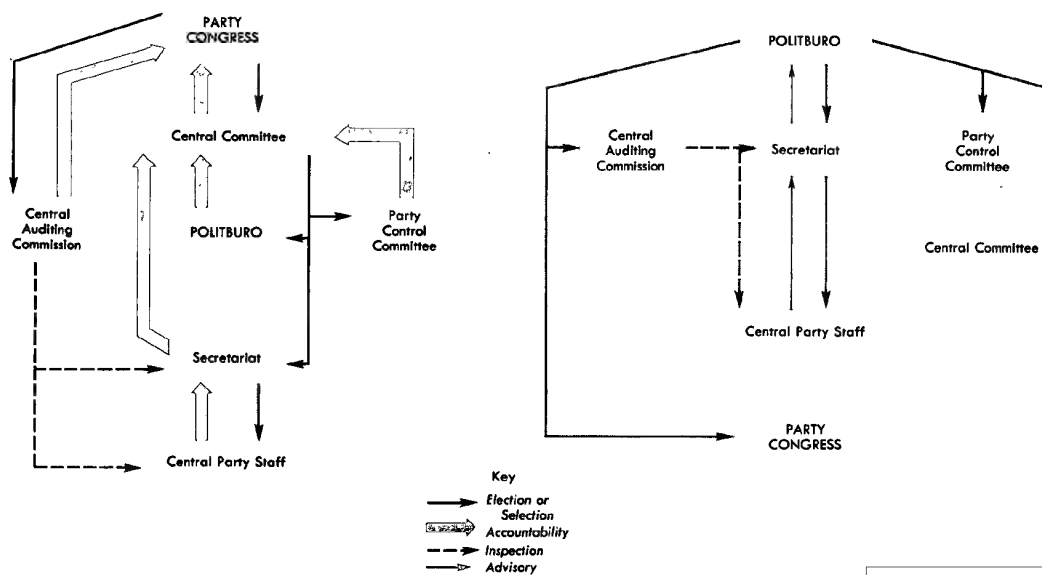 PARTY
CONGRESS
Central Committee
Central
Auditing
Commission
POLITBURO
Party
Control
Committee
Secretariat
Central Party Staff
POLITBURO
Central
Auditing
Commission
Secretariat
Party
Control
Committee
Central Committee
Central Party Staff
PARTY
CONGRESS
Key
Election or
Selection
Accountability
Inspection
Advisory